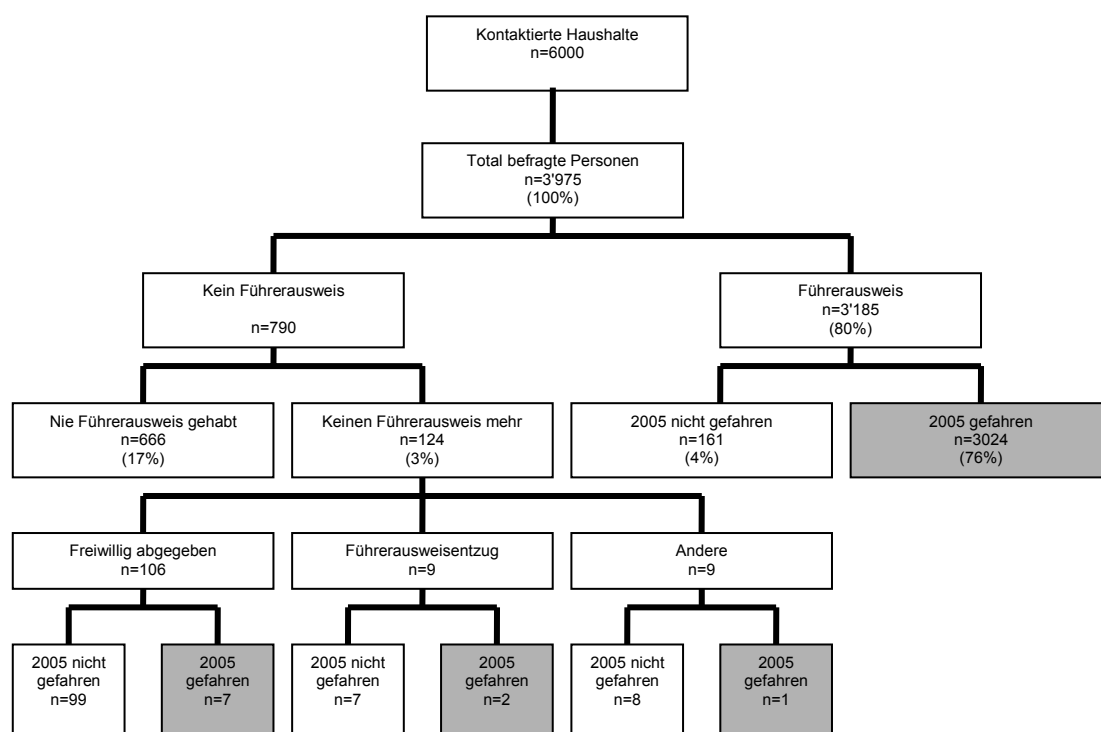 Kontaktierte Haushalte
n=6000
Total befragte Personen
n=3'975
(100%)
Kein Führerausweis
n=790
Führerausweis
n=3'185
(80%)
Nie Führerausweis gehabt
n=666
(17%)
Keinen Führerausweis mehr
n=124
(3%)
2005 nicht gefahren
n=161
(4%)
2005 gefahren
n=3024
(76%)
Freiwillig abgegeben
n=106
Führerausweisentzug
n=9
Andere
n=9
2005 nicht
gefahren
n=99
2005
gefahren
n=7
2005 nicht
gefahren
n=7
2005
gefahren
n=2
2005 nicht
gefahren
n=8
2005
gefahren
n=1